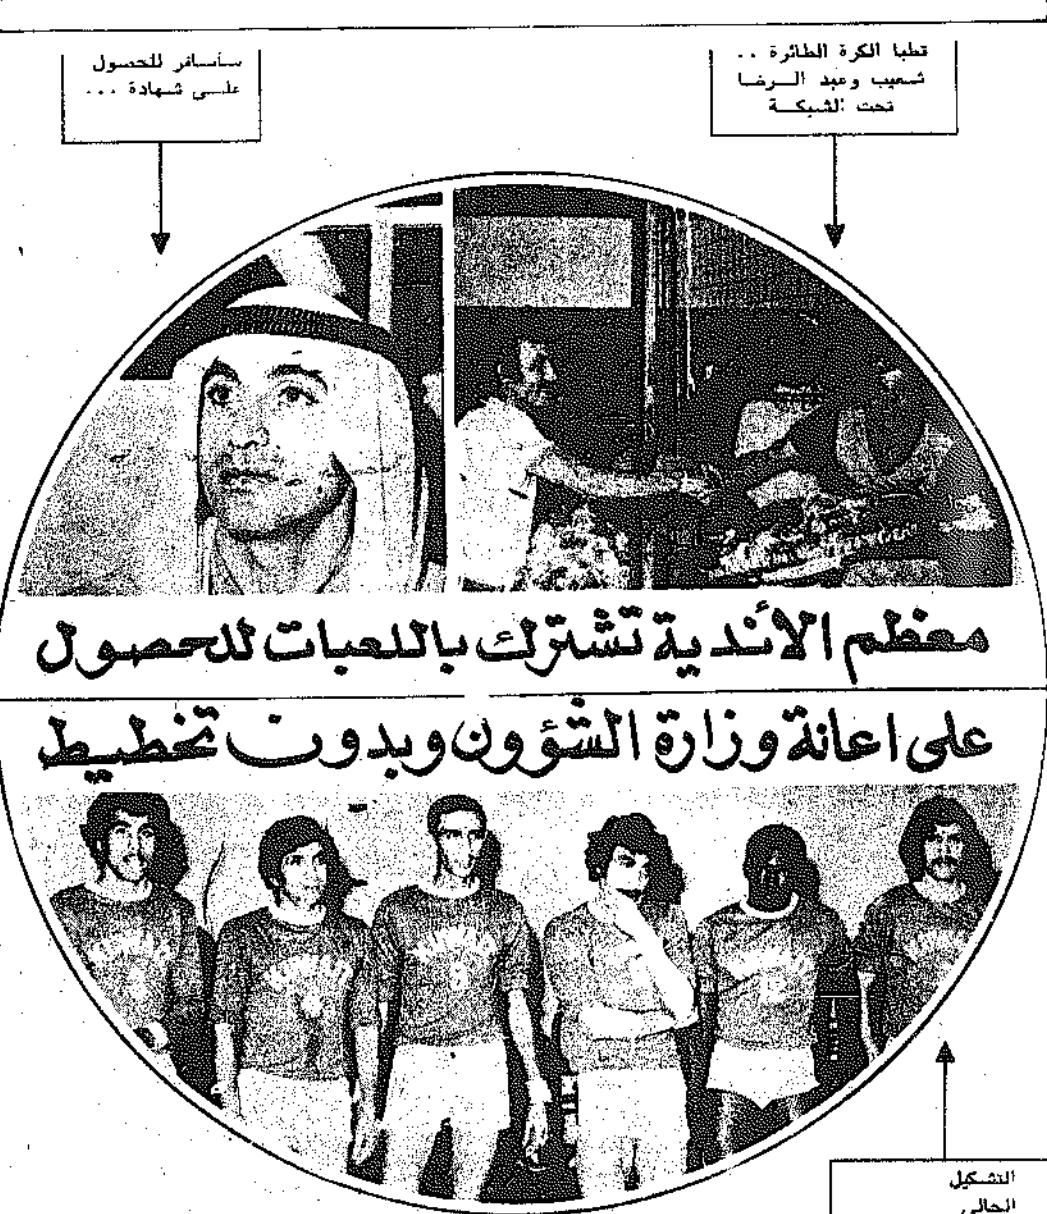 قطبا الكرة الطائرة ..
شعيب وعبد الرضا
تحت الشبكة
سأسافر للحصول
على شهادة ...
معظم الأندية تشترك باللعبات للحصول
على اعانة وزارة الشؤون وبدون تخطيط
التشكيل
الحالي